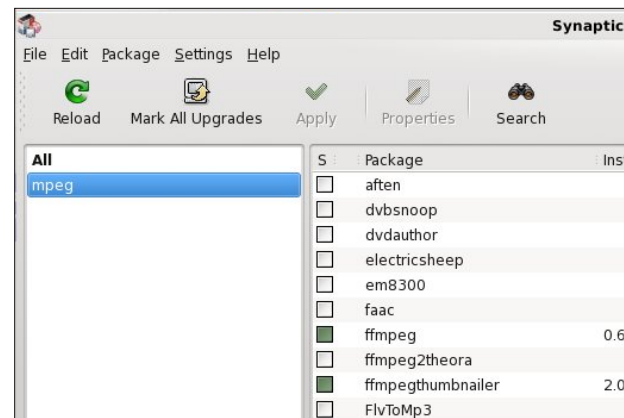 Synaptic
File Edit Package Settings Help
Reload Mark All Upgrades Apply Properties Search
All
mpeg
S Package Ins
aften
dvbsnoop
dvdauthor
electricsheep
em8300
faac
ffmpeg 0.6
ffmpeg2theora
ffmpegthumbnailer 2.0
FlvToMp3